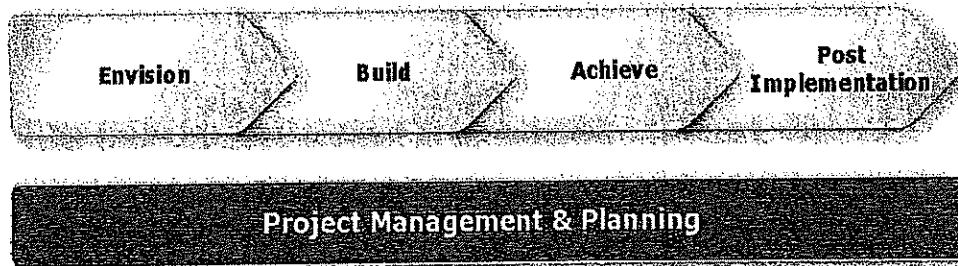 Envision
Build
Achieve
Post
Implementation
Project Management & Planning